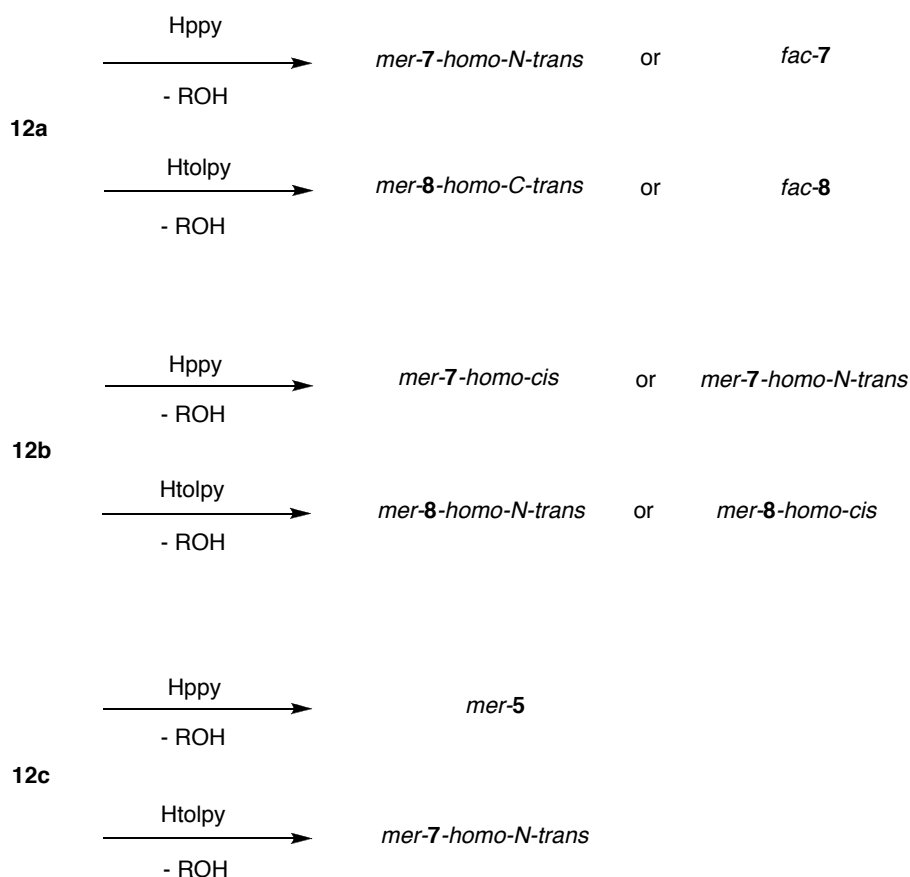 Hppy
mer-7-homo-N-trans or fac-7
- ROH
12a
Htolpy
mer-8-homo-C-trans or fac-8
- ROH
Hppy
mer-7-homo-cis or mer-7-homo-N-trans
- ROH
12b
Htolpy
mer-8-homo-N-trans or mer-8-homo-cis
- ROH
Hppy
mer-5
- ROH
12c
Htolpy
mer-7-homo-N-trans
- ROH